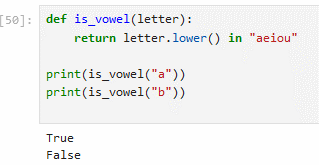 [50]:
def is_vowel(letter):
    return letter.lower() in "aeiou"
print(is_vowel("a"))
print(is_vowel("b"))
True
False